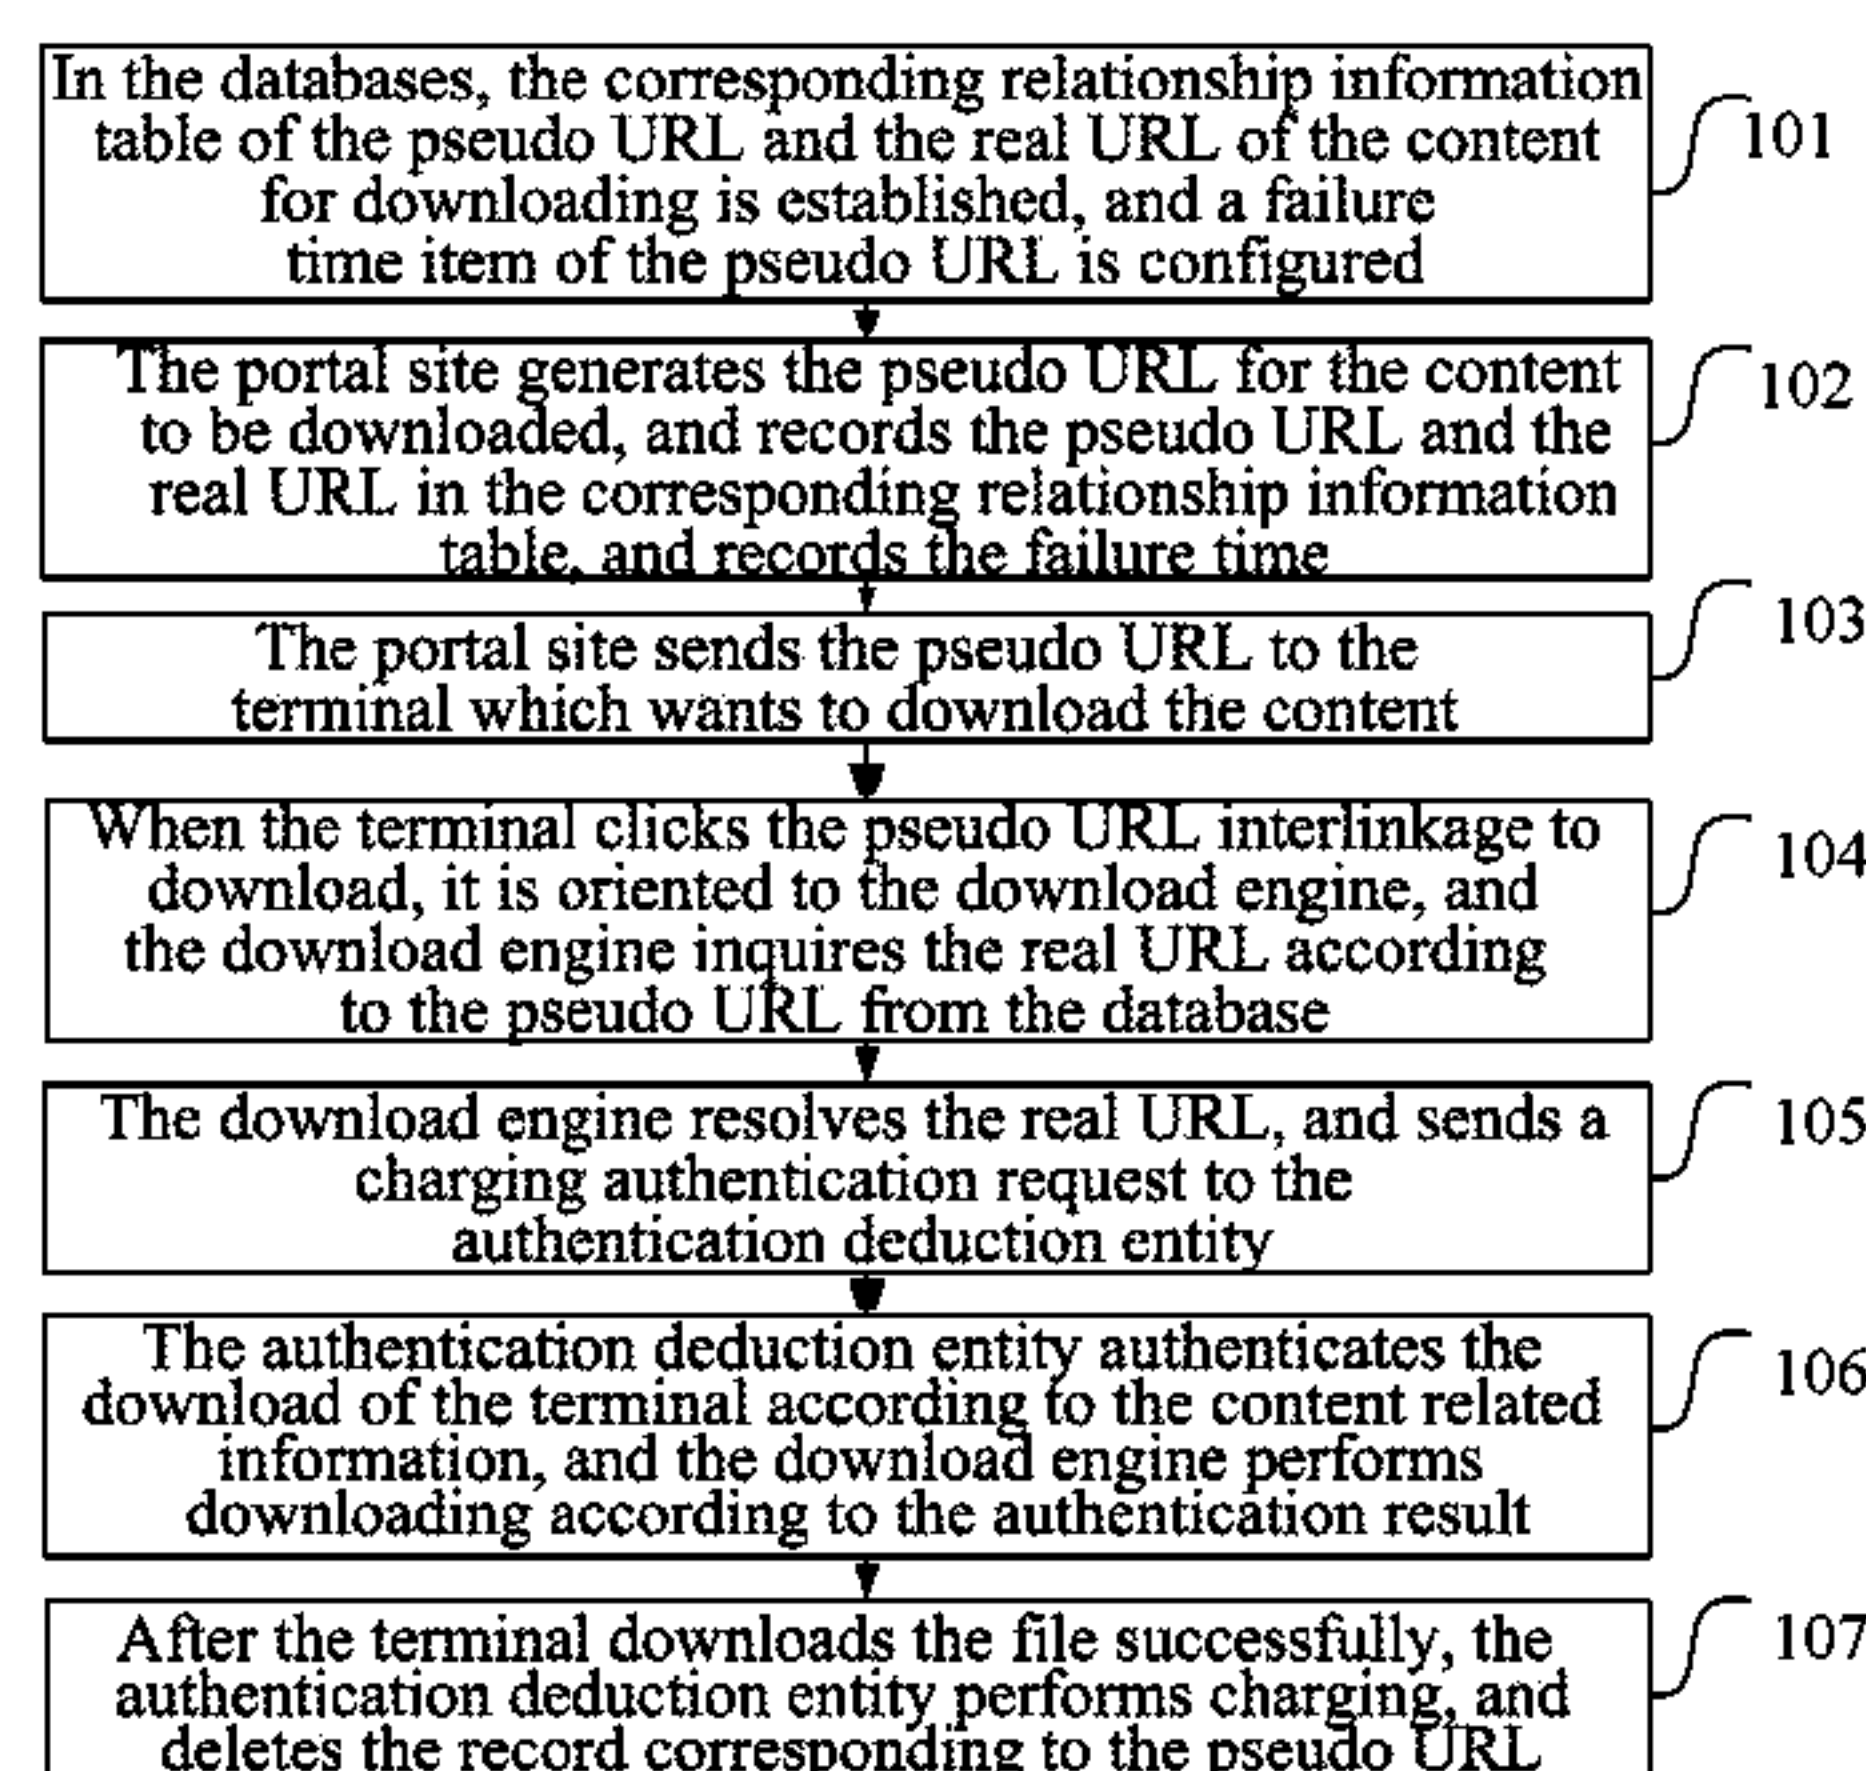 In the databases, the corresponding relationship information
table of the pseudo URL and the real URL of the content
for downloading is established, and a failure
time item of the pseudo URL is configured
101
The portal site generates the pseudo URL for the content
to be downloaded, and records the pseudo URL and the
real URL in the corresponding relationship information
table, and records the failure time
102
The portal site sends the pseudo URL to the
terminal which wants to download the content
103
When the terminal clicks the pseudo URL interlinkage to
download, it is oriented to the download engine, and
the download engine inquires the real URL according
to the pseudo URL from the database
104
The download engine resolves the real URL, and sends a
charging authentication request to the
authentication deduction entity
105
The authentication deduction entity authenticates the
download of the terminal according to the content related
information, and the download engine performs
downloading according to the authentication result
106
After the terminal downloads the file successfully, the
authentication deduction entity performs charging, and
deletes the record corresponding to the pseudo URL
107